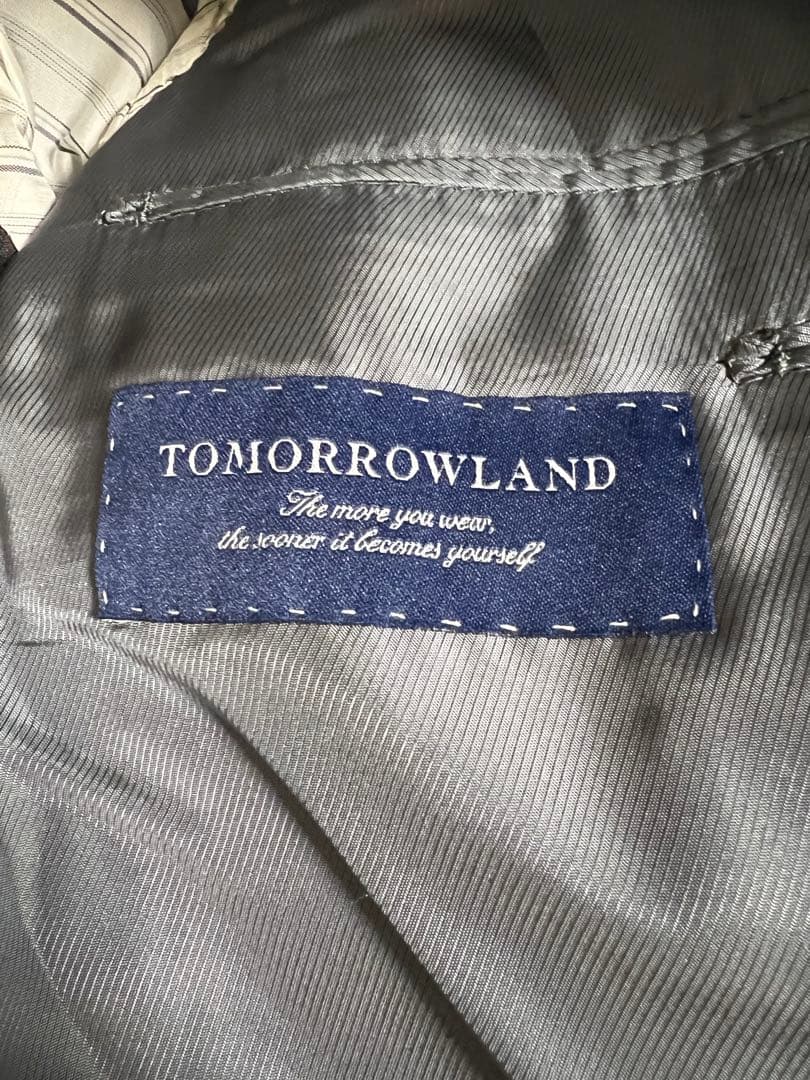 TOMORROWLAND
The more you wear,
the sooner it becomes yourself